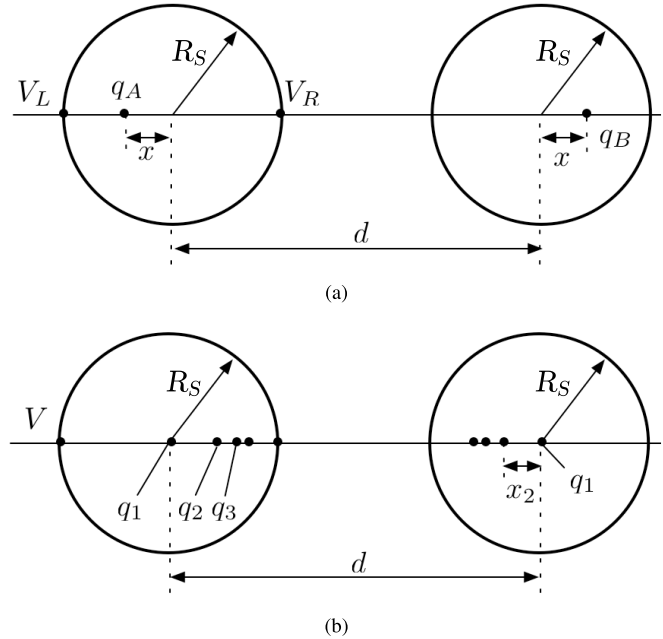 R_S R_S
V_L q_A V_R
x x q_B
d
(a)
R_S R_S
V
q_1 q_2 q_3 x_2 q_1
d
(b)